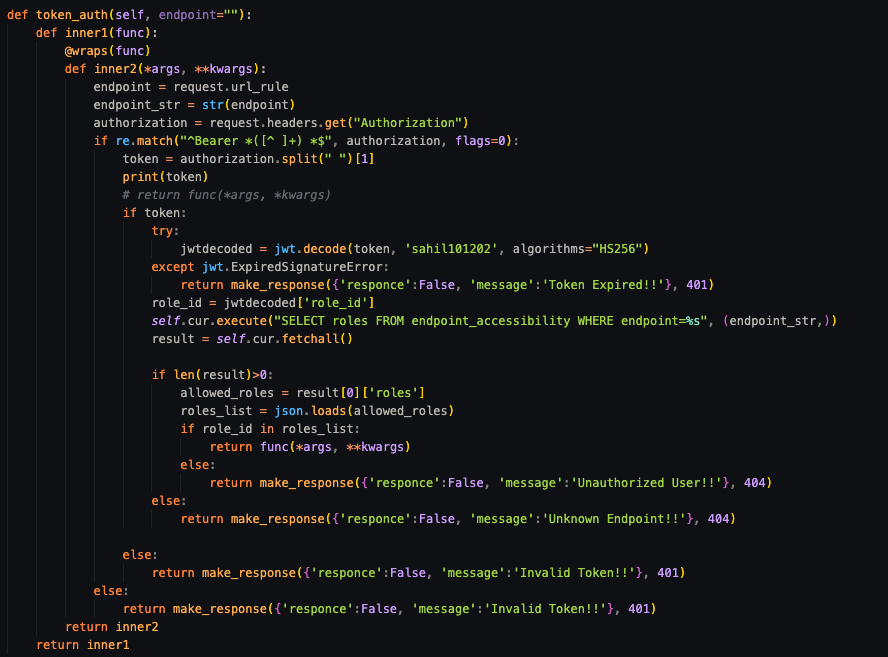 def token_auth(self, endpoint=""):
    def inner1(func):
        @wraps(func)
        def inner2(*args, **kwargs):
            endpoint = request.url_rule
            endpoint_str = str(endpoint)
            authorization = request.headers.get("Authorization")
            if re.match("^Bearer *([^ ]+) *$", authorization, flags=0):
                token = authorization.split(" ")[1]
                print(token)
                # return func(*args, *kwargs)
                if token:
                    try:
                        jwtdecoded = jwt.decode(token, 'sahil101202', algorithms="HS256")
                    except jwt.ExpiredSignatureError:
                        return make_response({'responce':False, 'message':'Token Expired!!'}, 401)
                    role_id = jwtdecoded['role_id']
                    self.cur.execute("SELECT roles FROM endpoint_accessibility WHERE endpoint=%s", (endpoint_str,))
                    result = self.cur.fetchall()

                    if len(result)>0:
                        allowed_roles = result[0]['roles']
                        roles_list = json.loads(allowed_roles)
                        if role_id in roles_list:
                            return func(*args, **kwargs)
                        else:
                            return make_response({'responce':False, 'message':'Unauthorized User!!'}, 404)
                    else:
                        return make_response({'responce':False, 'message':'Unknown Endpoint!!'}, 404)

                else:
                    return make_response({'responce':False, 'message':'Invalid Token!!'}, 401)
            else:
                return make_response({'responce':False, 'message':'Invalid Token!!'}, 401)
        return inner2
    return inner1